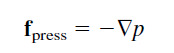 f_press = −∇p